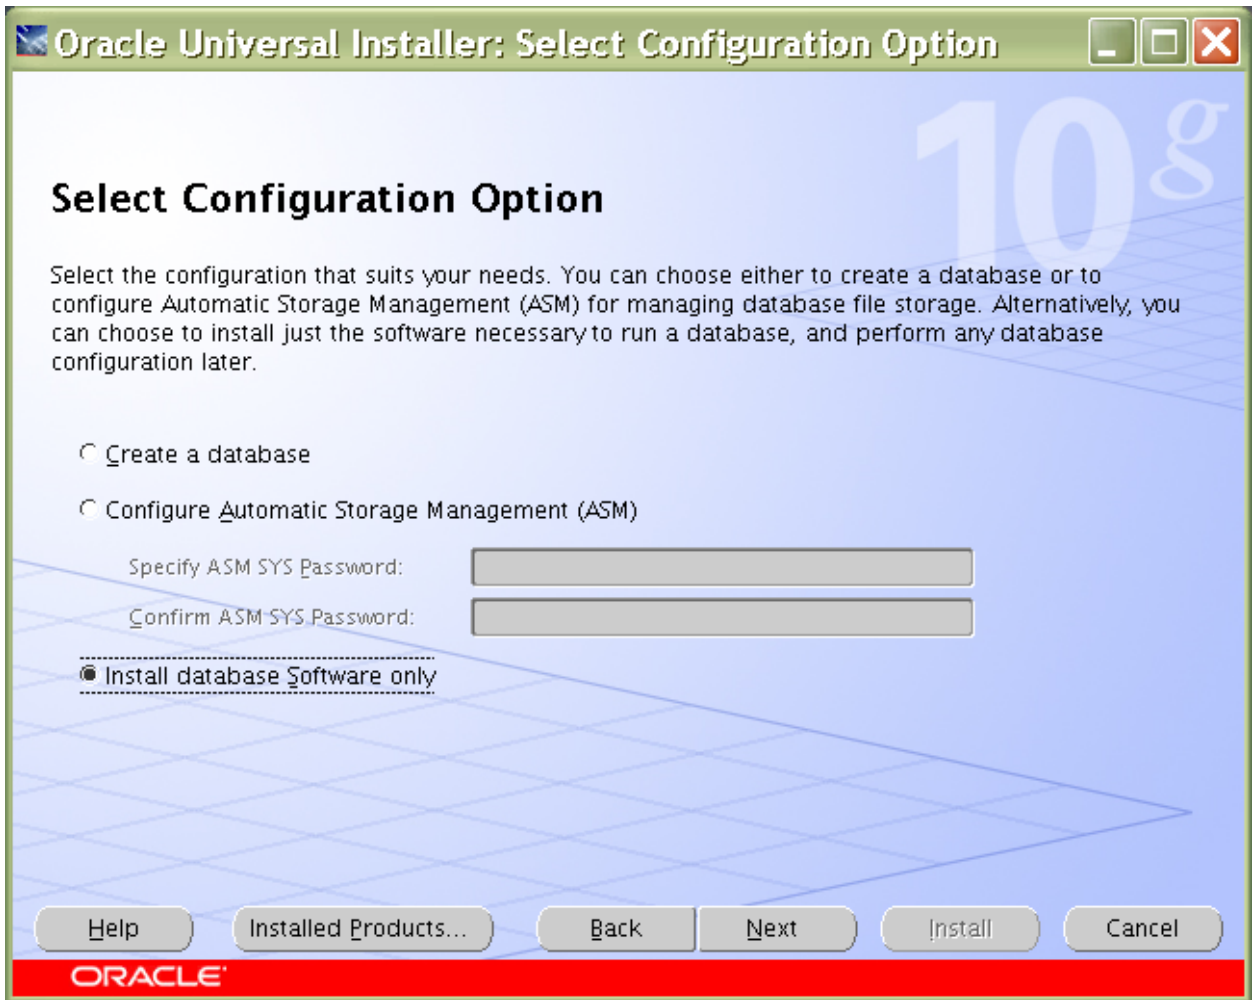 Oracle Universal Installer: Select Configuration Option
10g
Select Configuration Option
Select the configuration that suits your needs. You can choose either to create a database or to
configure Automatic Storage Management (ASM) for managing database file storage. Alternatively, you
can choose to install just the software necessary to run a database, and perform any database
configuration later.
Create a database
Configure Automatic Storage Management (ASM)
Specify ASM SYS Password:
Confirm ASM SYS Password:
Install database Software only
Help Installed Products... Back Next Install Cancel
ORACLE